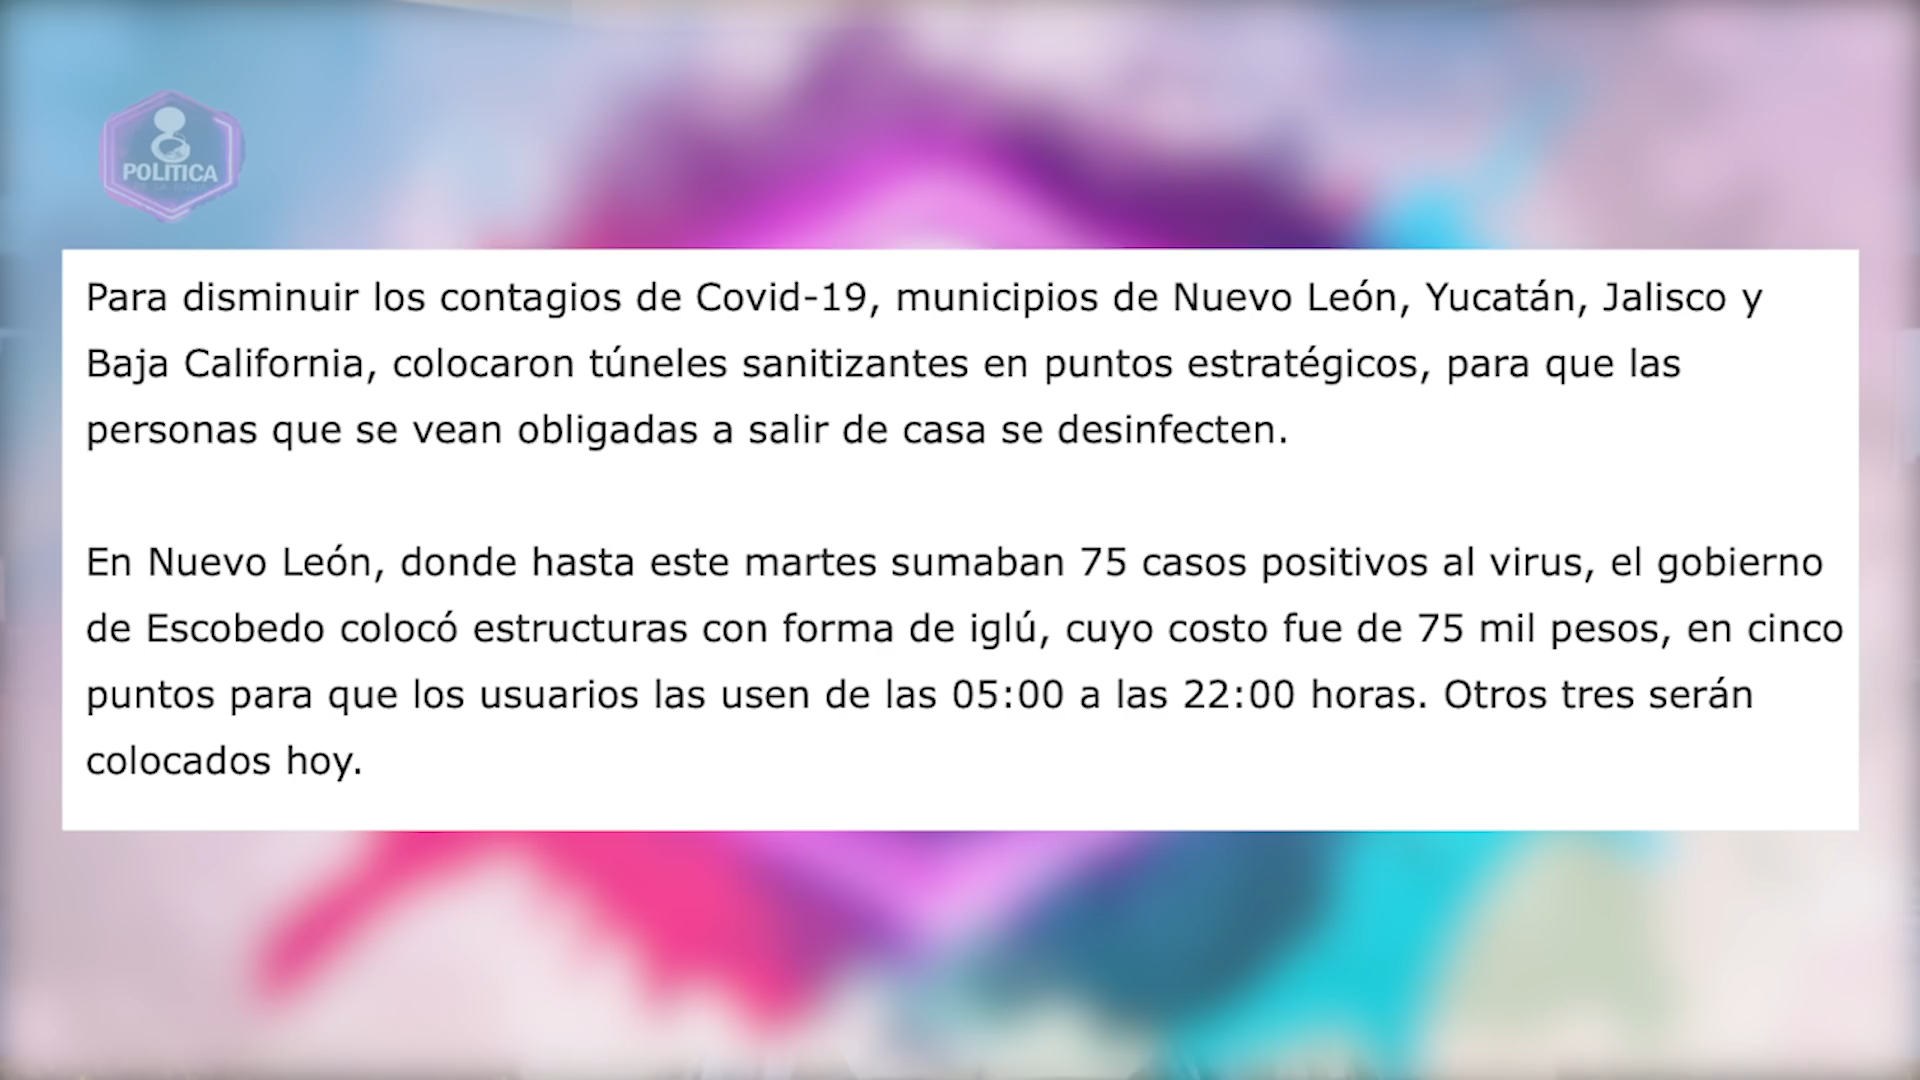 POLÍTICA
Para disminuir los contagios de Covid-19, municipios de Nuevo León, Yucatán, Jalisco y
Baja California, colocaron túneles sanitizantes en puntos estratégicos, para que las
personas que se vean obligadas a salir de casa se desinfecten.
En Nuevo León, donde hasta este martes sumaban 75 casos positivos al virus, el gobierno
de Escobedo colocó estructuras con forma de iglú, cuyo costo fue de 75 mil pesos, en cinco
puntos para que los usuarios las usen de las 05:00 a las 22:00 horas. Otros tres serán
colocados hoy.